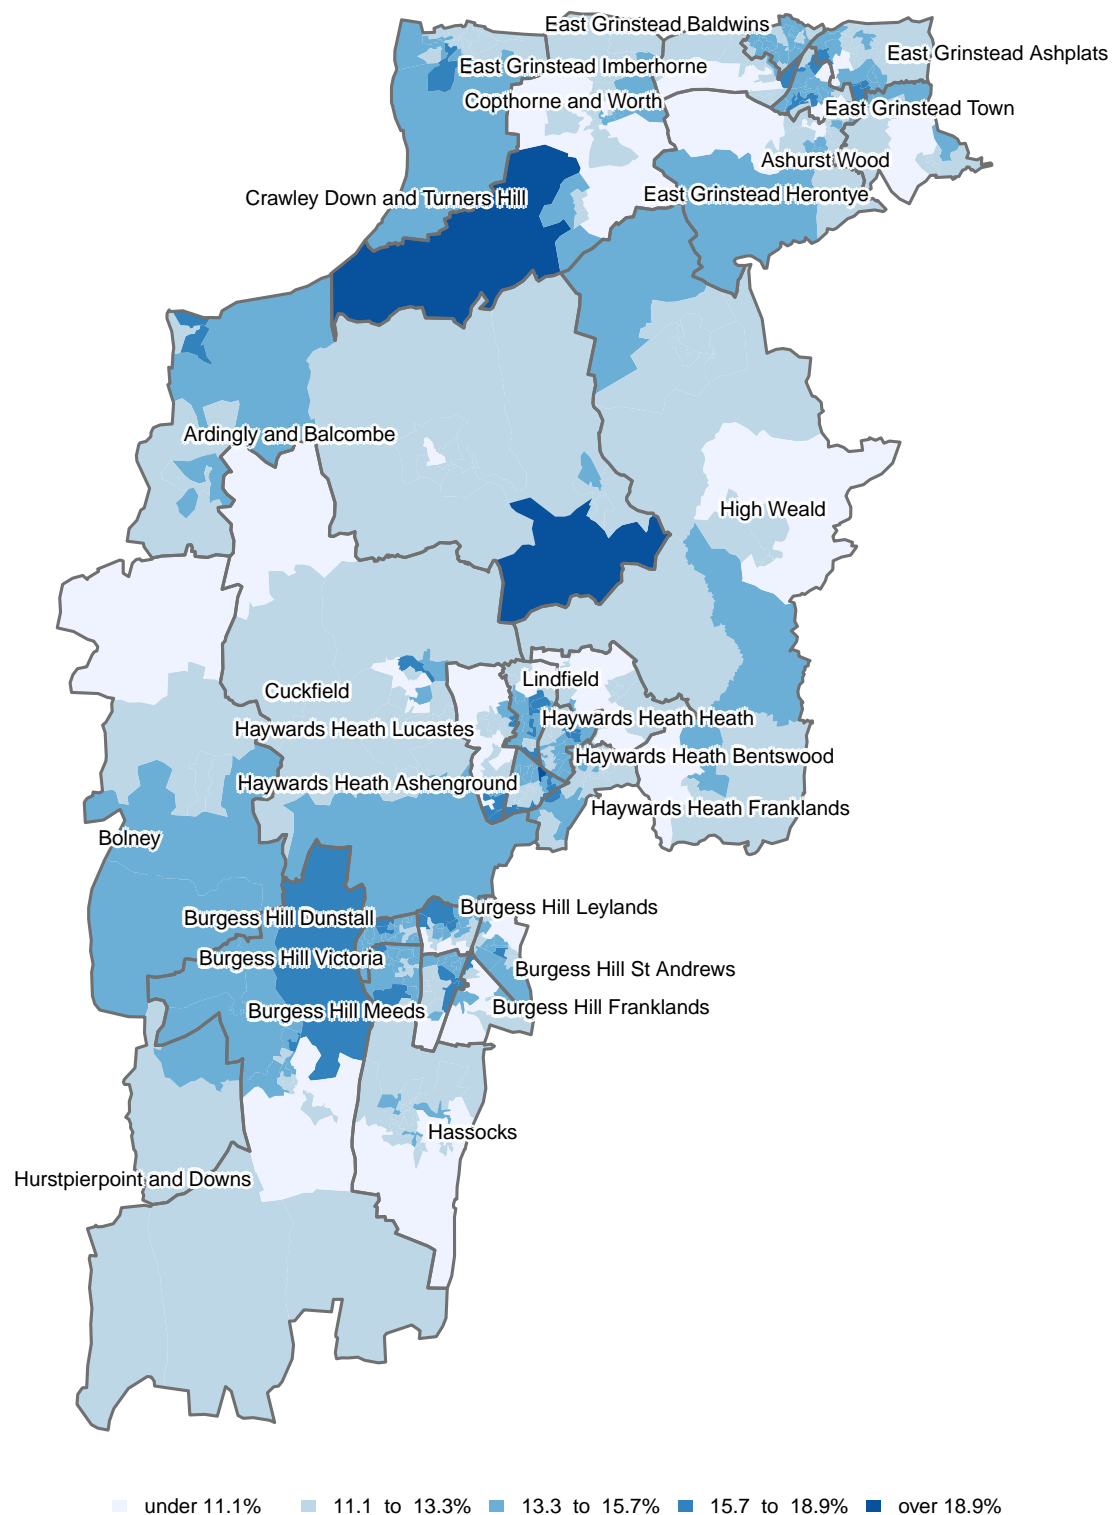 East Grinstead Baldwins
East Grinstead Ashplats
East Grinstead Imberhorne
Copthorne and Worth
East Grinstead Town
Ashurst Wood
East Grinstead Herontye
Crawley Down and Turners Hill
Ardingly and Balcombe
High Weald
Lindfield
Cuckfield
Haywards Heath Heath
Haywards Heath Lucastes
Haywards Heath Bentswood
Haywards Heath Ashenground
Haywards Heath Franklands
Bolney
Burgess Hill Leylands
Burgess Hill Dunstall
Burgess Hill Victoria
Burgess Hill St Andrews
Burgess Hill Franklands
Burgess Hill Meeds
Hassocks
Hurstpierpoint and Downs
under 11.1% 11.1 to 13.3% 13.3 to 15.7% 15.7 to 18.9% over 18.9%